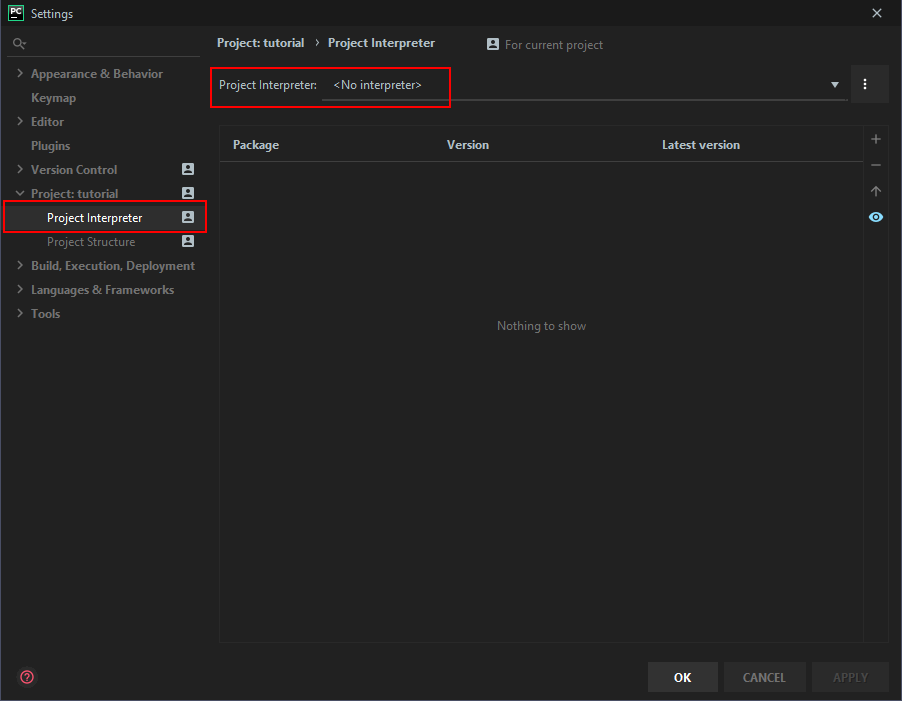 PC Settings
Project: tutorial › Project Interpreter For current project
Appearance & Behavior
Project Interpreter: <No interpreter>
Keymap
Editor
Plugins
Version Control
Project: tutorial
Project Interpreter
Project Structure
Build, Execution, Deployment
Languages & Frameworks
Tools
Package Version Latest version
Nothing to show
?
OK CANCEL APPLY